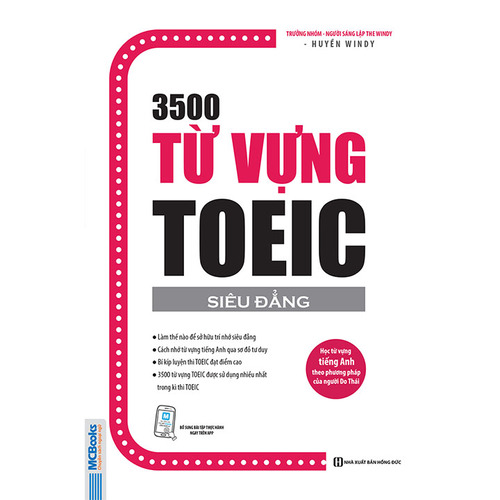 TRƯỞNG NHÓM - NGƯỜI SÁNG LẬP THE WINDY
- HUYỀN WINDY
3500
TỪ VỰNG
TOEIC
SIÊU ĐẲNG
Làm thế nào để sở hữu trí nhớ siêu đẳng
Cách nhớ từ vựng tiếng Anh qua sơ đồ tư duy
Bí kíp luyện thi TOEIC đạt điểm cao
3500 từ vựng TOEIC được sử dụng nhiều nhất
trong kì thi TOEIC
Học từ vựng
tiếng Anh
theo phương pháp
của người Do Thái
BỔ SUNG BÀI TẬP THỰC HÀNH
NGAY TRÊN APP
MCBooks
Chuyên sách Ngoại ngữ
NHÀ XUẤT BẢN HỒNG ĐỨC